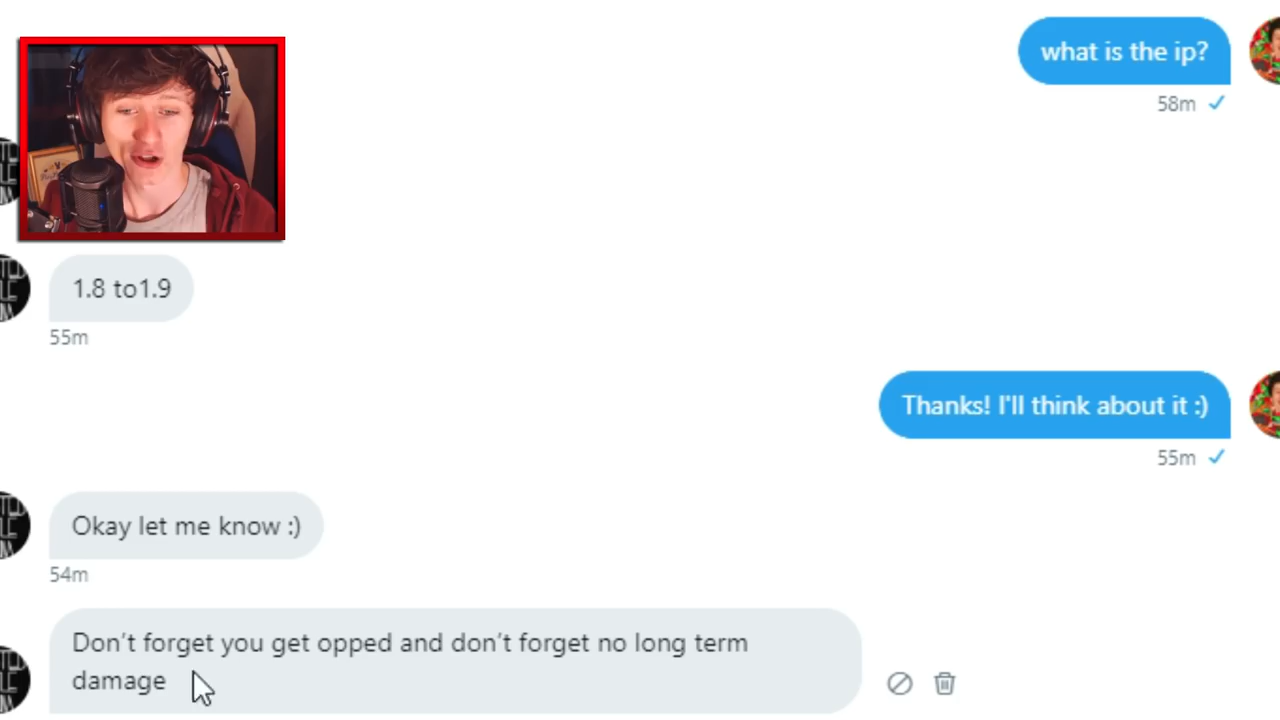 what is the ip?
58m
1.8 to1.9
55m
Thanks! I'll think about it :)
55m
Okay let me know :)
54m
Don't forget you get opped and don't forget no long term
damage